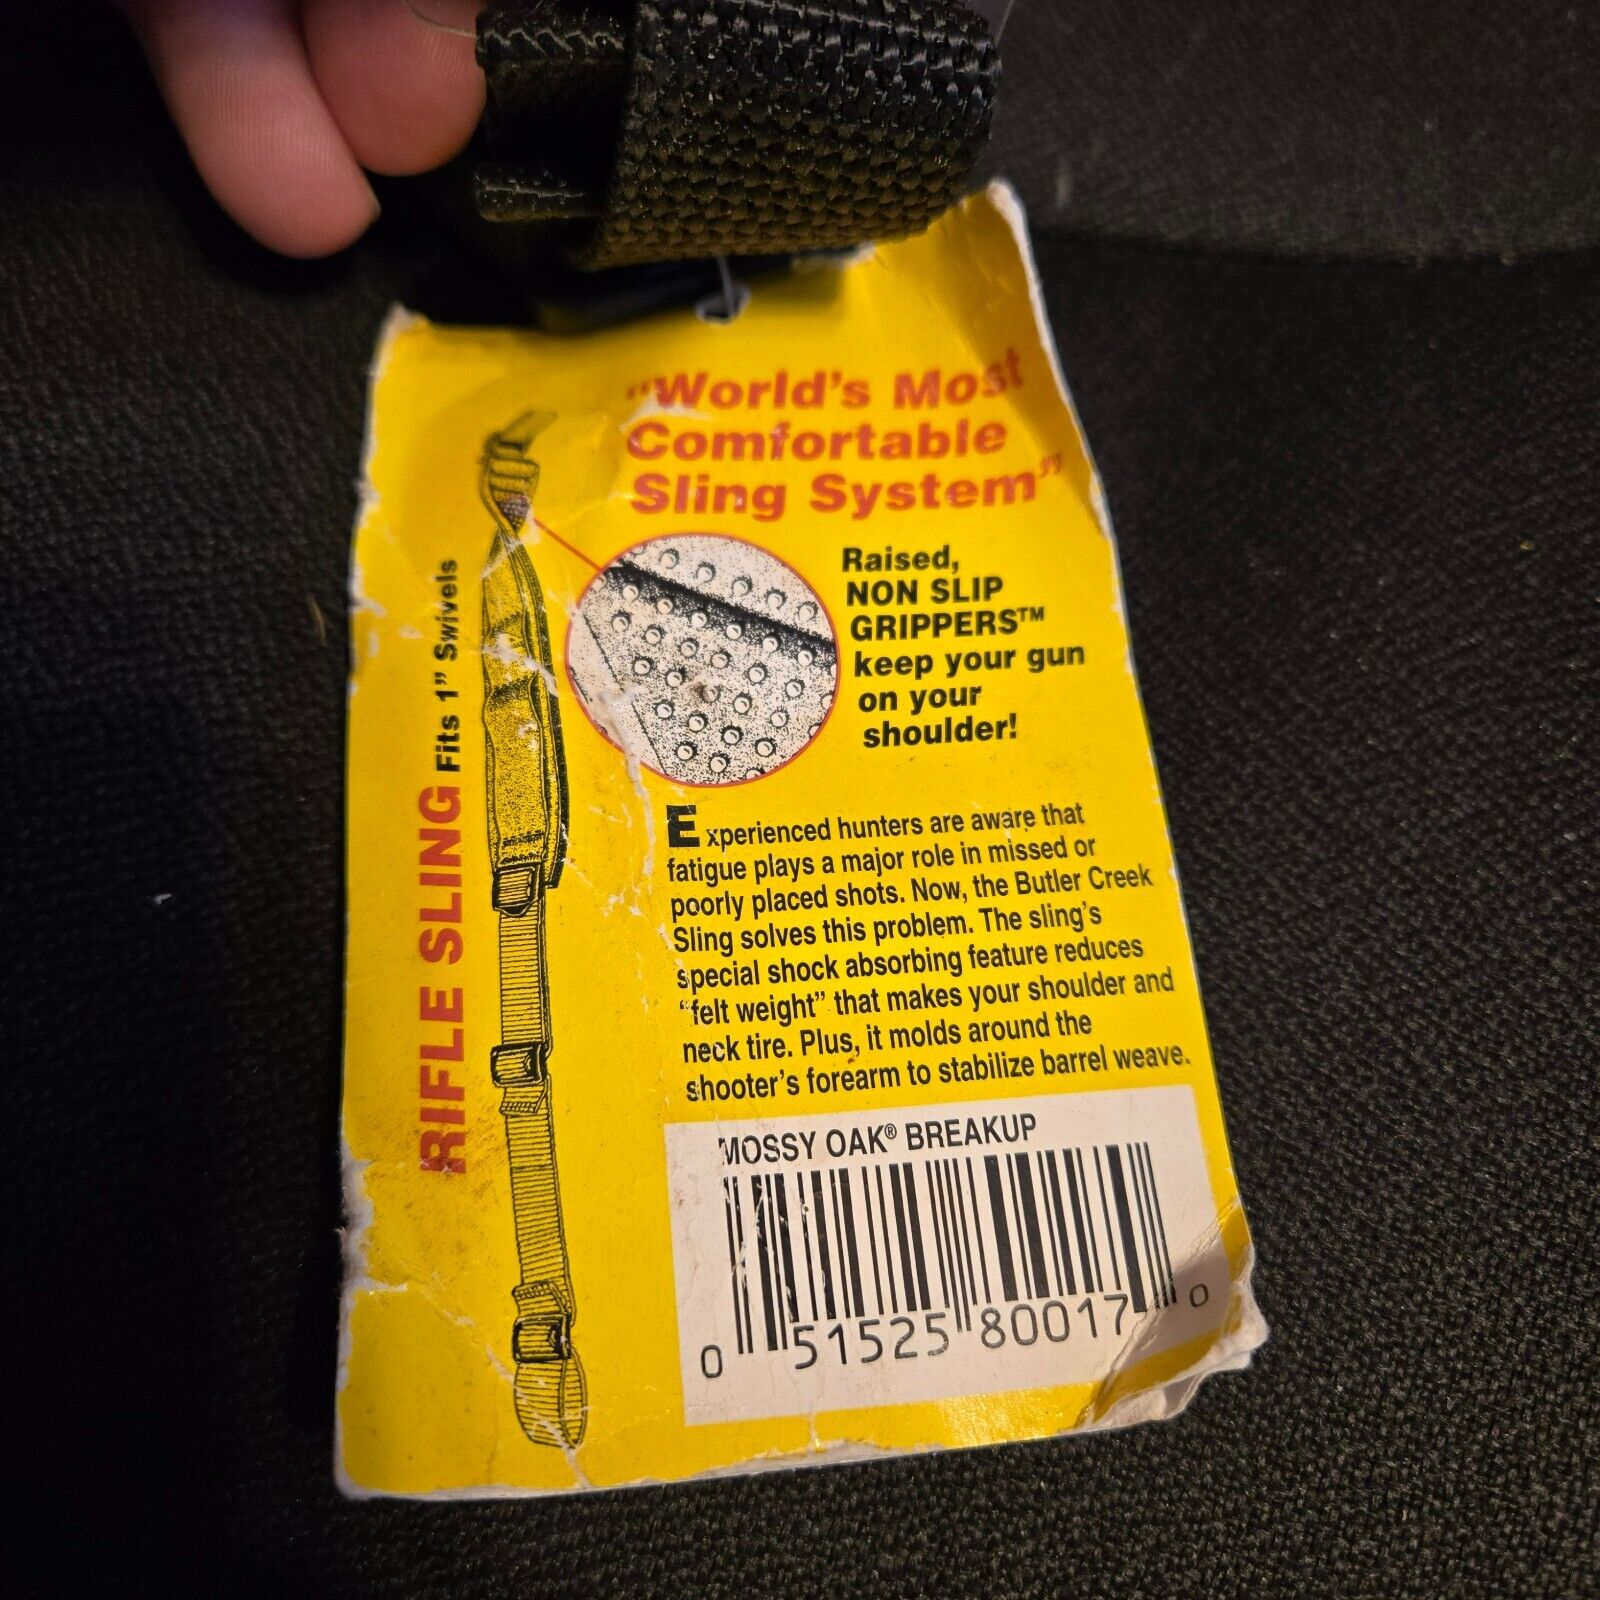 "World's Most
Comfortable
Sling System"
RIFLE SLING Fits 1" Swivels
Raised,
NON SLIP
GRIPPERS™
keep your gun
on your
shoulder!
Experienced hunters are aware that
fatigue plays a major role in missed or
poorly placed shots. Now, the Butler Creek
Sling solves this problem. The sling's
special shock absorbing feature reduces
"felt weight" that makes your shoulder and
neck tire. Plus, it molds around the
shooter's forearm to stabilize barrel weave.
MOSSY OAK® BREAKUP
0 51525 80017 0